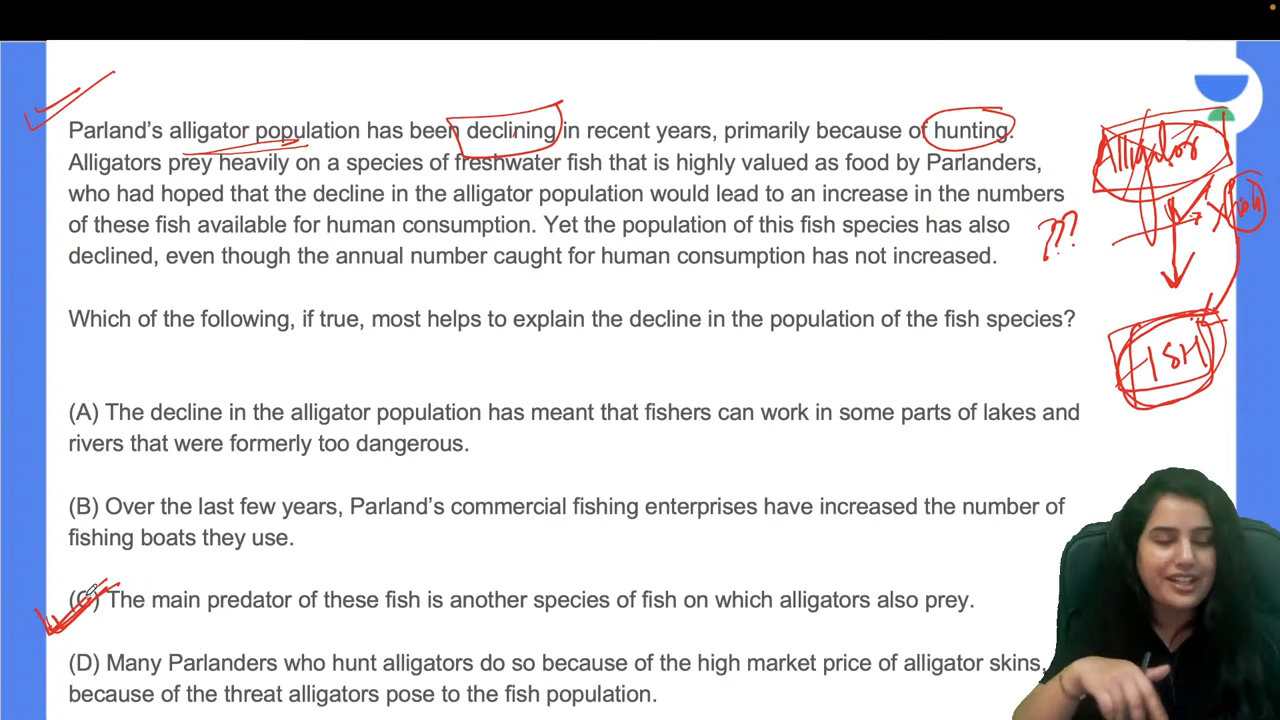 Parland's alligator population has been declining in recent years, primarily because of hunting.
Alligators prey heavily on a species of freshwater fish that is highly valued as food by Parlanders,
who had hoped that the decline in the alligator population would lead to an increase in the numbers
of these fish available for human consumption. Yet the population of this fish species has also
declined, even though the annual number caught for human consumption has not increased.
???
Alligator
FISH
Which of the following, if true, most helps to explain the decline in the population of the fish species?
(A) The decline in the alligator population has meant that fishers can work in some parts of lakes and
rivers that were formerly too dangerous.
(B) Over the last few years, Parland's commercial fishing enterprises have increased the number of
fishing boats they use.
(C) The main predator of these fish is another species of fish on which alligators also prey.
(D) Many Parlanders who hunt alligators do so because of the high market price of alligator skins,
because of the threat alligators pose to the fish population.